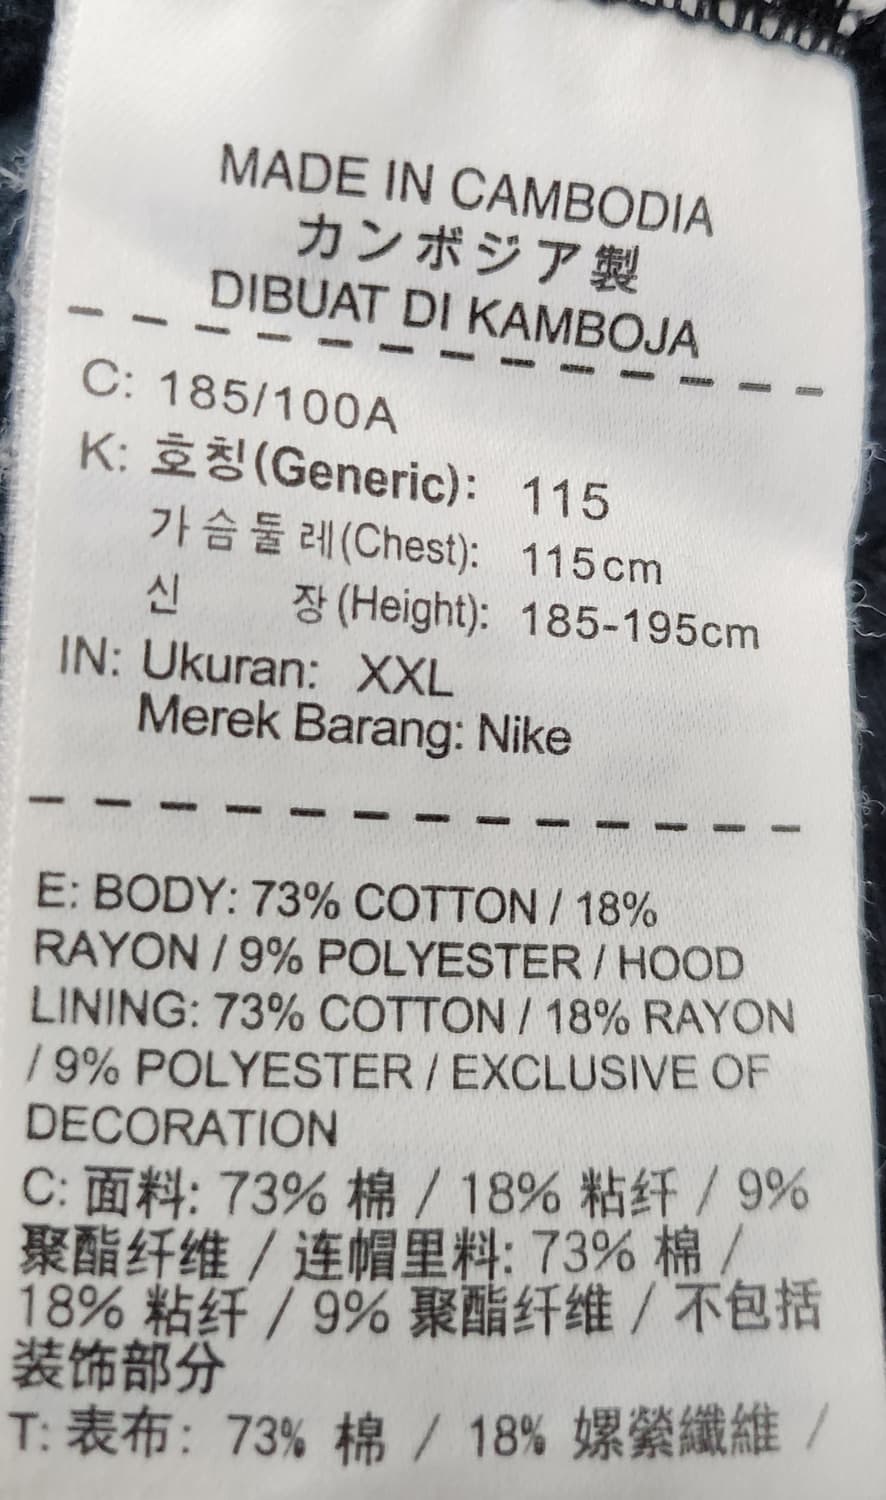 MADE IN CAMBODIA
カンボジア製
DIBUAT DI KAMBOJA
C: 185/100A
K: 호칭(Generic): 115
가슴둘레(Chest): 115cm
신 장(Height): 185-195cm
IN: Ukuran: XXL
Merek Barang: Nike
E: BODY: 73% COTTON / 18%
RAYON / 9% POLYESTER / HOOD
LINING: 73% COTTON / 18% RAYON
/ 9% POLYESTER / EXCLUSIVE OF
DECORATION
C: 面料: 73% 棉 / 18% 粘纤 / 9%
聚酯纤维 / 连帽里料: 73% 棉 /
18% 粘纤 / 9% 聚酯纤维 / 不包括
装饰部分
T: 表布: 73% 棉 / 18% 嫘縈纖維 /